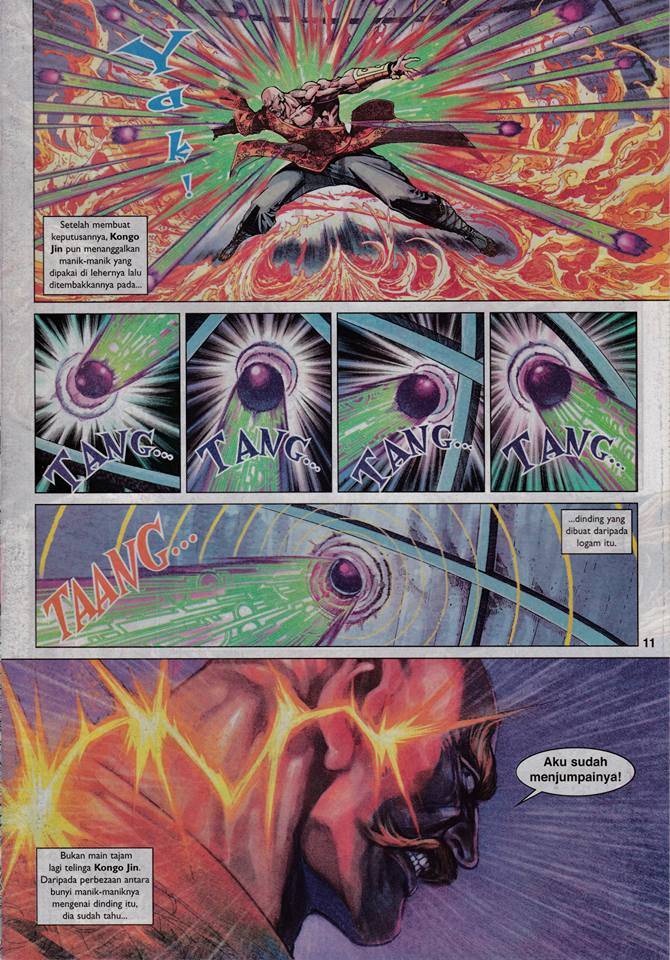 Yak!
Setelah membuat
keputusannya, Kongo
Jin pun menanggalkan
manik-manik yang
dipakai di lehernya lalu
ditembakkannya pada...
TANG...
TANG...
TANG...
TANG...
TAANG...
...dinding yang
dibuat daripada
logam itu.
11
Aku sudah
menjumpainya!
Bukan main tajam
lagi telinga Kongo Jin.
Daripada perbezaan antara
bunyi manik-maniknya
mengenai dinding itu,
dia sudah tahu...